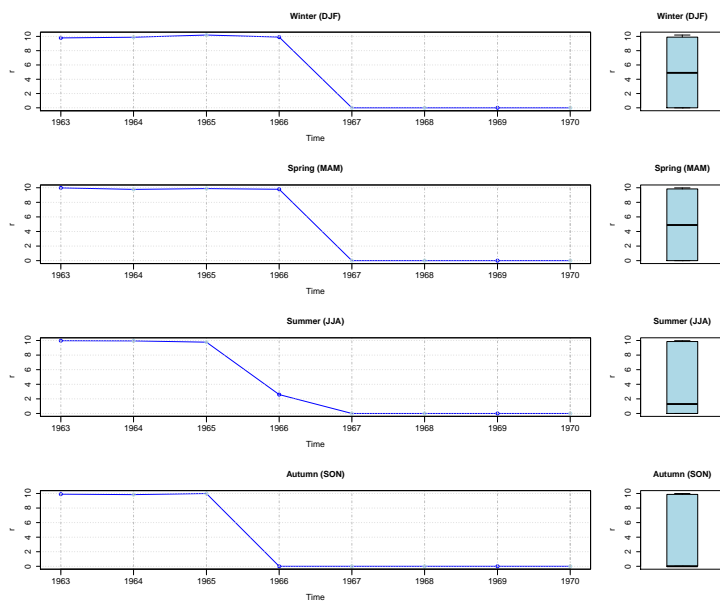 Winter (DJF)
Winter (DJF)
r
0 2 4 6 8 10
1963 1964 1965 1966 1967 1968 1969 1970
Time
r
0 2 4 6 8 10
Spring (MAM)
Spring (MAM)
r
0 2 4 6 8 10
1963 1964 1965 1966 1967 1968 1969 1970
Time
r
0 2 4 6 8 10
Summer (JJA)
Summer (JJA)
r
0 2 4 6 8 10
1963 1964 1965 1966 1967 1968 1969 1970
Time
r
0 2 4 6 8 10
Autumn (SON)
Autumn (SON)
r
0 2 4 6 8 10
1963 1964 1965 1966 1967 1968 1969 1970
Time
r
0 2 4 6 8 10